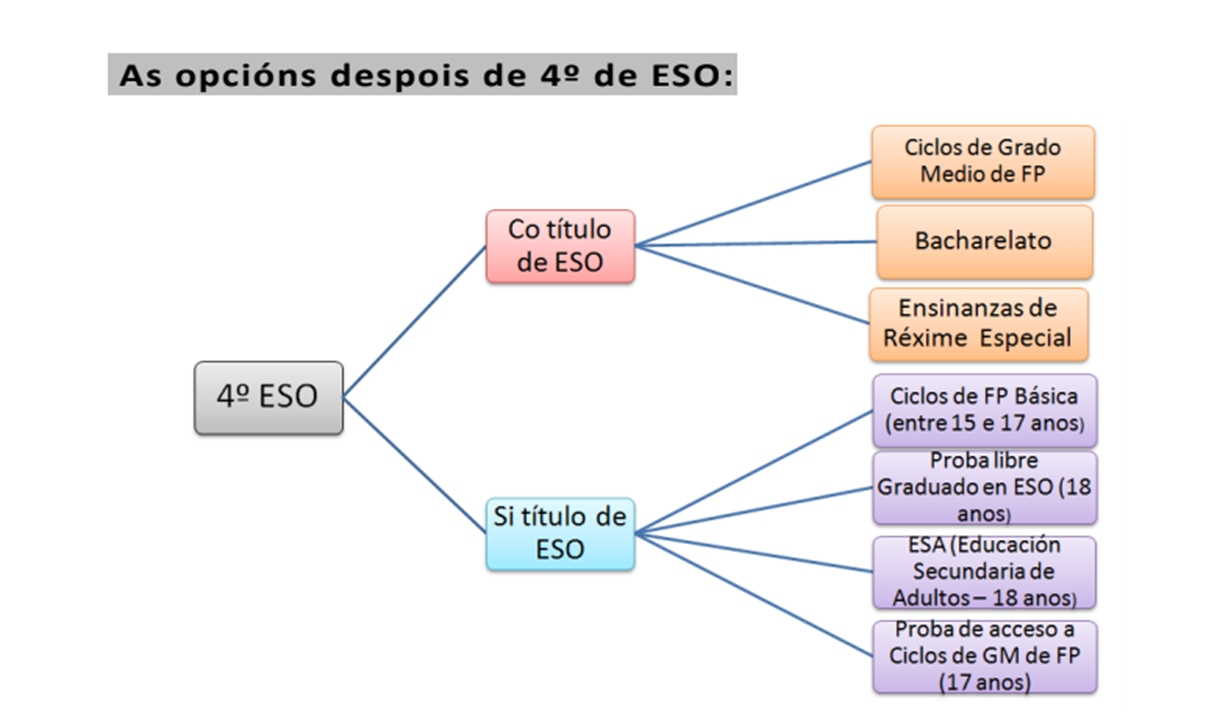 As opcións despois de 4º de ESO:
4º ESO
Co título
de ESO
Ciclos de Grado
Medio de FP
Bacharelato
Ensinanzas de
Réxime Especial
Si título de
ESO
Ciclos de FP Básica
(entre 15 e 17 anos)
Proba libre
Graduado en ESO (18
anos)
ESA (Educación
Secundaria de
Adultos – 18 anos)
Proba de acceso a
Ciclos de GM de FP
(17 anos)